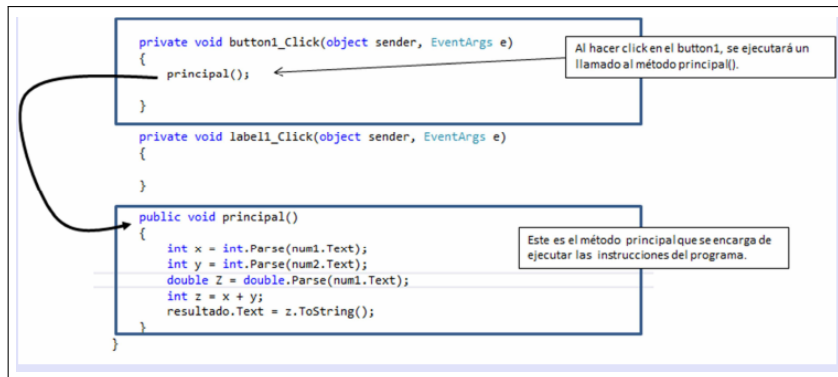 private void button1_Click(object sender, EventArgs e)
{
principal();
}
Al hacer click en el button1, se ejecutará un
llamado al método principal().
private void label1_Click(object sender, EventArgs e)
{
}
public void principal()
{
int x = int.Parse(num1.Text);
int y = int.Parse(num2.Text);
double Z = double.Parse(num1.Text);
int z = x + y;
resultado.Text = z.ToString();
}
}
Este es el método principal que se encarga de
ejecutar las instrucciones del programa.